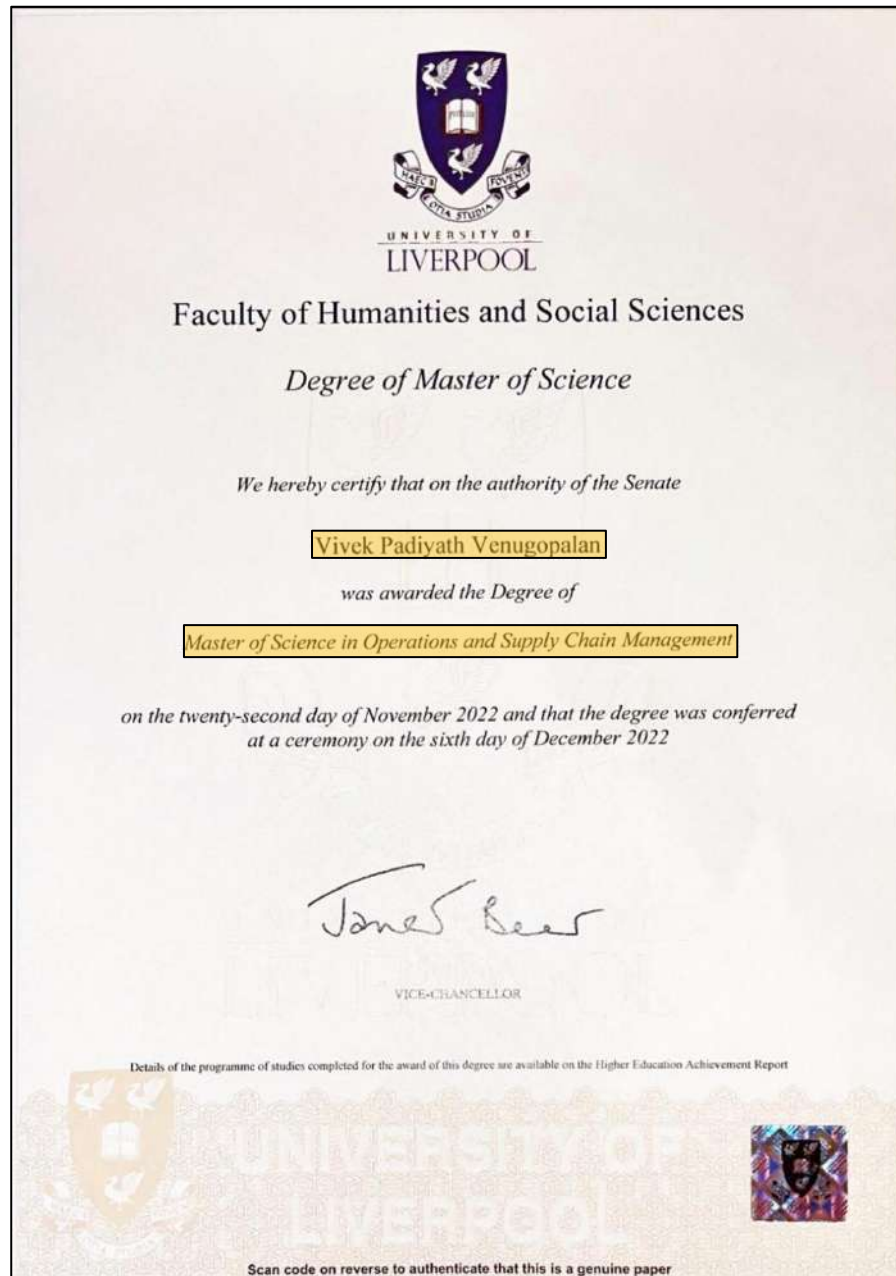 HAEC OTIA STUDIA FOVENT
UNIVERSITY OF
LIVERPOOL
Faculty of Humanities and Social Sciences
Degree of Master of Science
We hereby certify that on the authority of the Senate
Vivek Padiyath Venugopalan
was awarded the Degree of
Master of Science in Operations and Supply Chain Management
on the twenty-second day of November 2022 and that the degree was conferred
at a ceremony on the sixth day of December 2022
Janet Beer
VICE-CHANCELLOR
Details of the programme of studies completed for the award of this degree are available on the Higher Education Achievement Report
UNIVERSITY OF
LIVERPOOL
Scan code on reverse to authenticate that this is a genuine paper